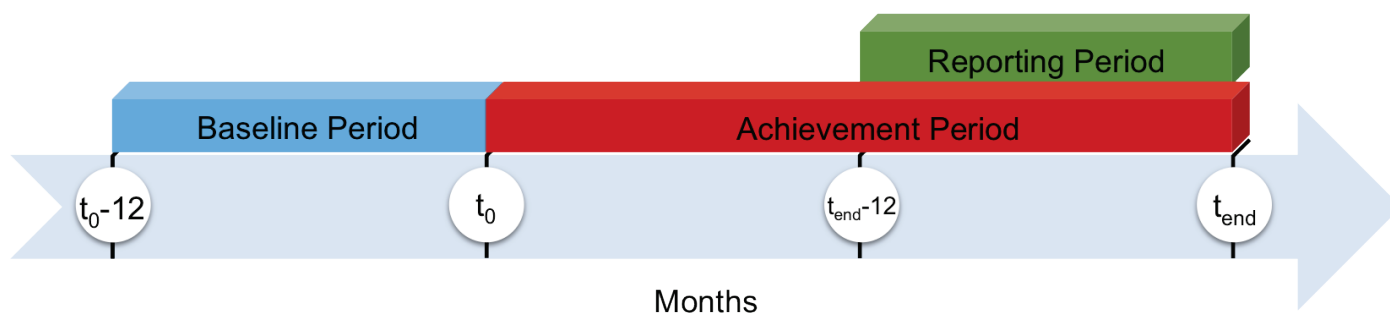 Reporting Period
Baseline Period
Achievement Period
t₀-12
t₀
tend-12
tend
Months